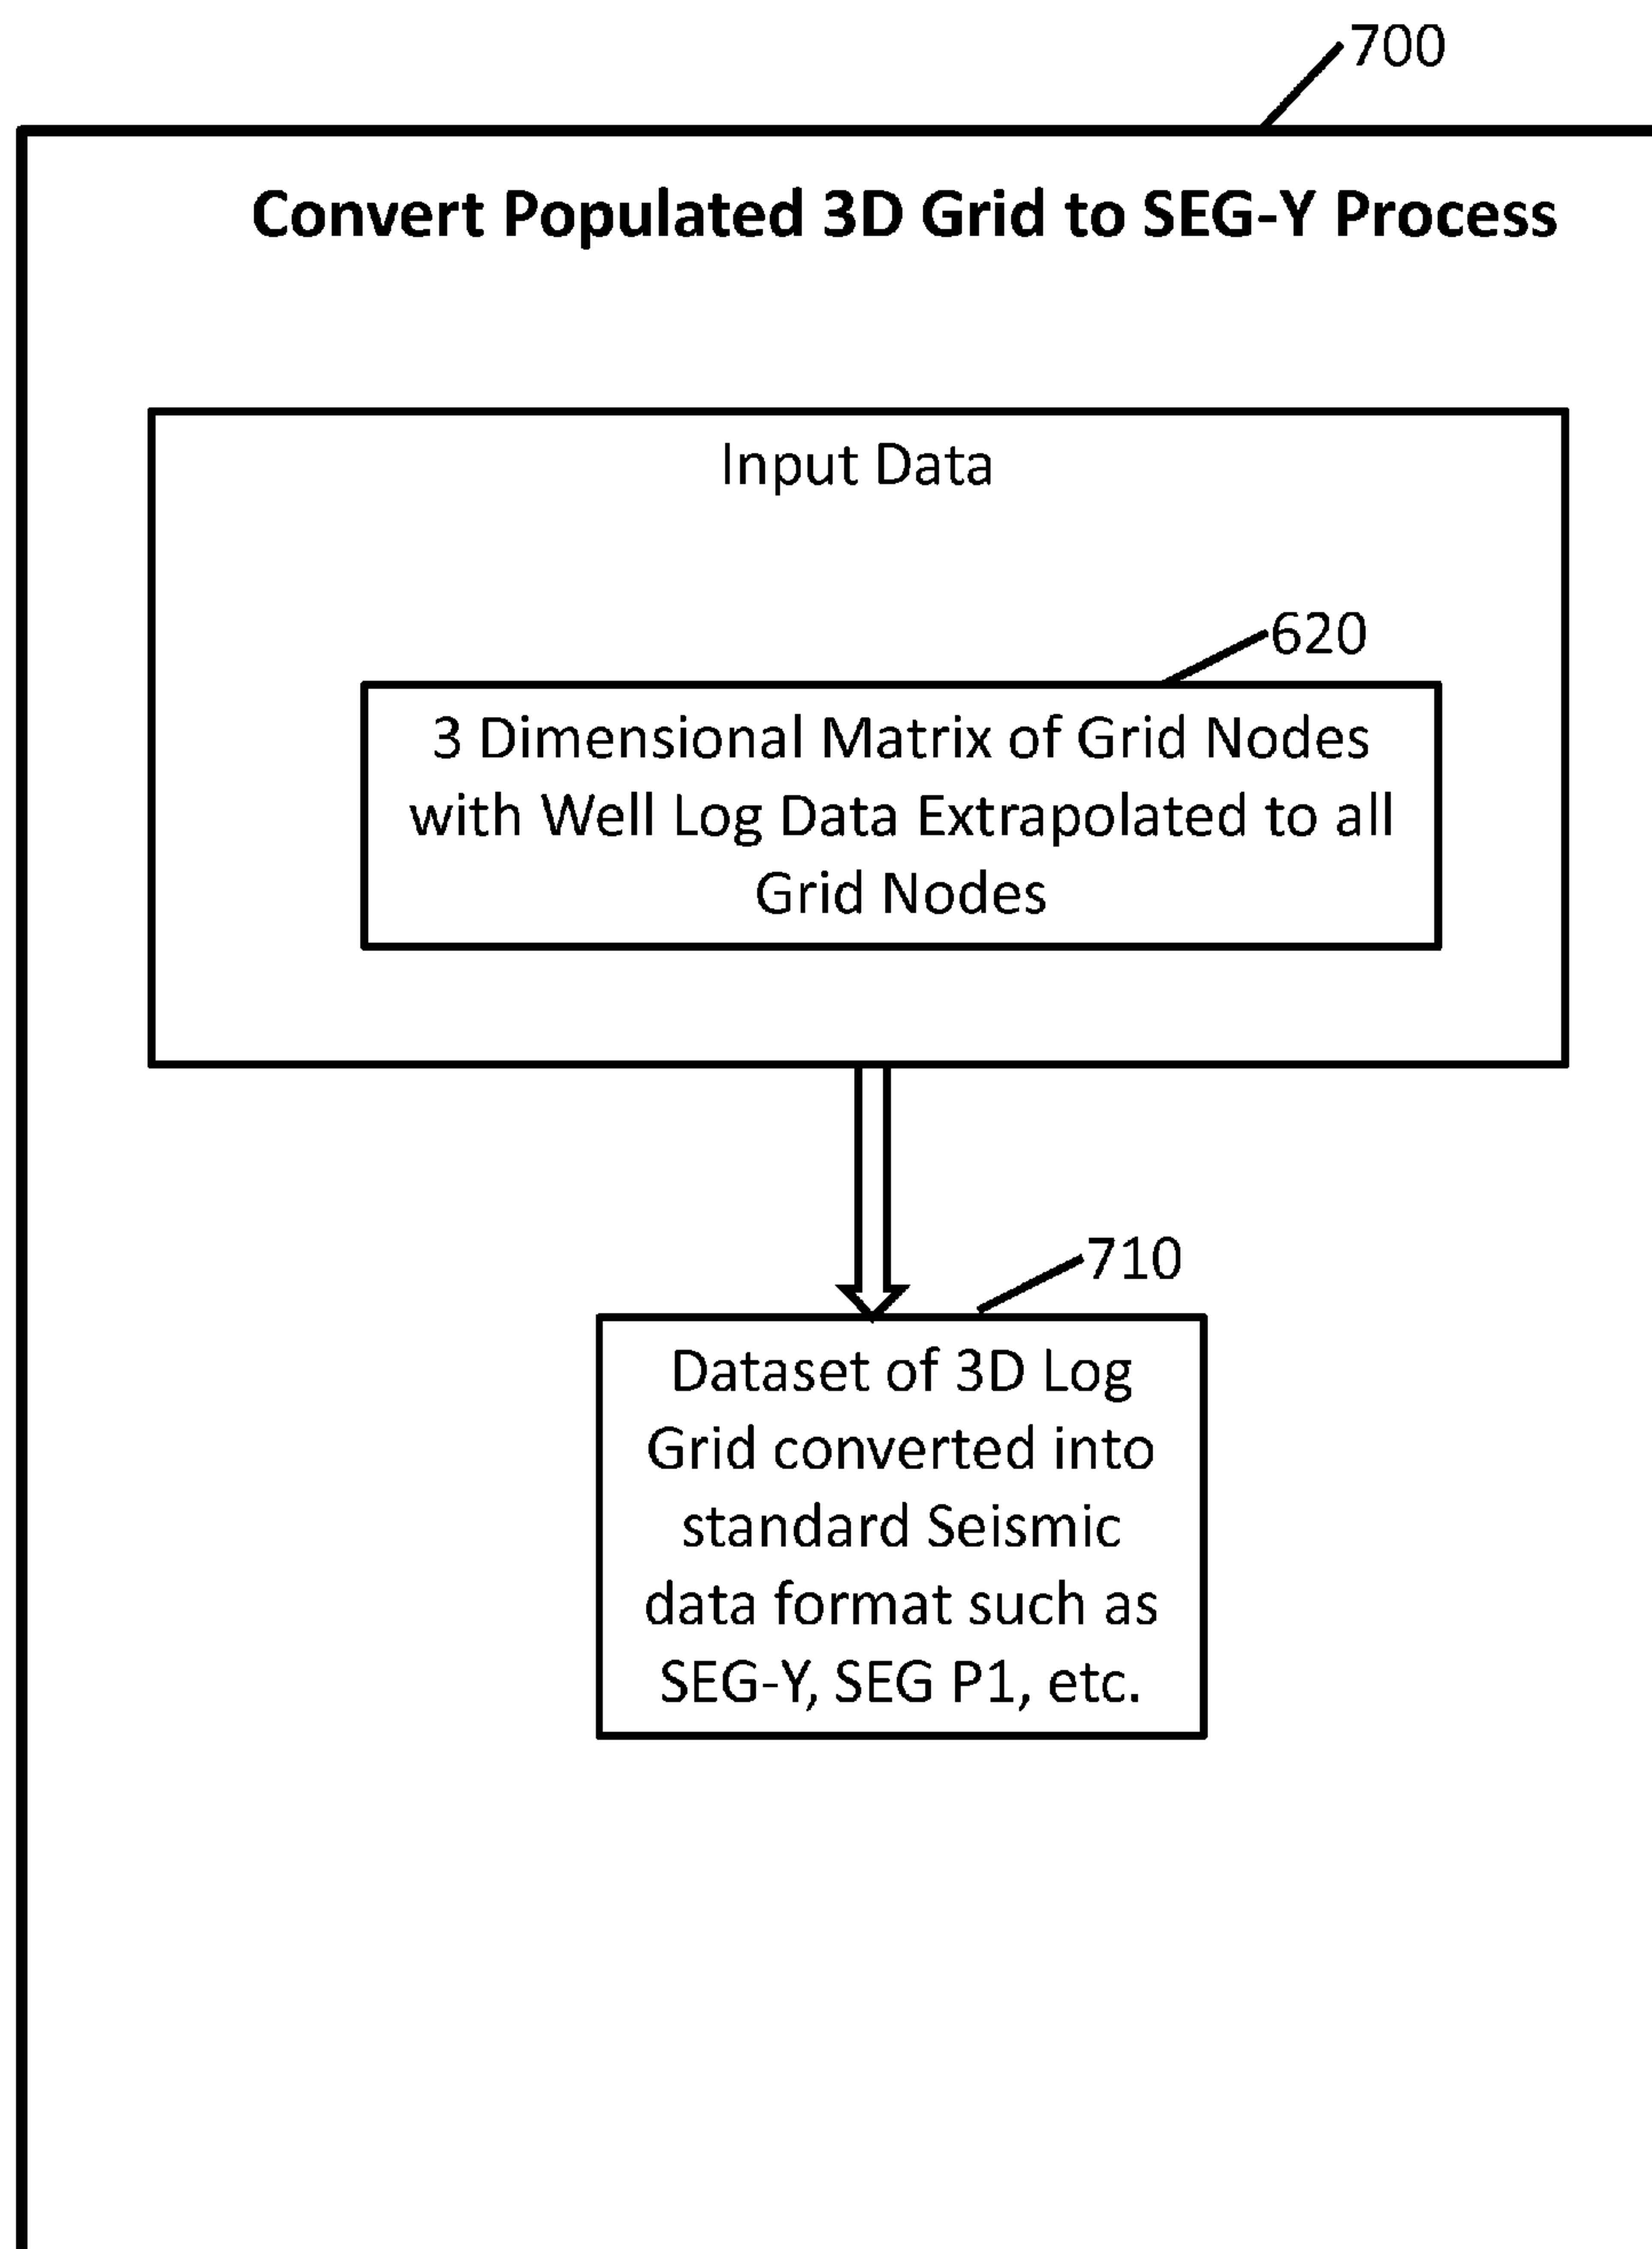 700
Convert Populated 3D Grid to SEG-Y Process
Input Data
620
3 Dimensional Matrix of Grid Nodes
with Well Log Data Extrapolated to all
Grid Nodes
710
Dataset of 3D Log
Grid converted into
standard Seismic
data format such as
SEG-Y, SEG P1, etc.